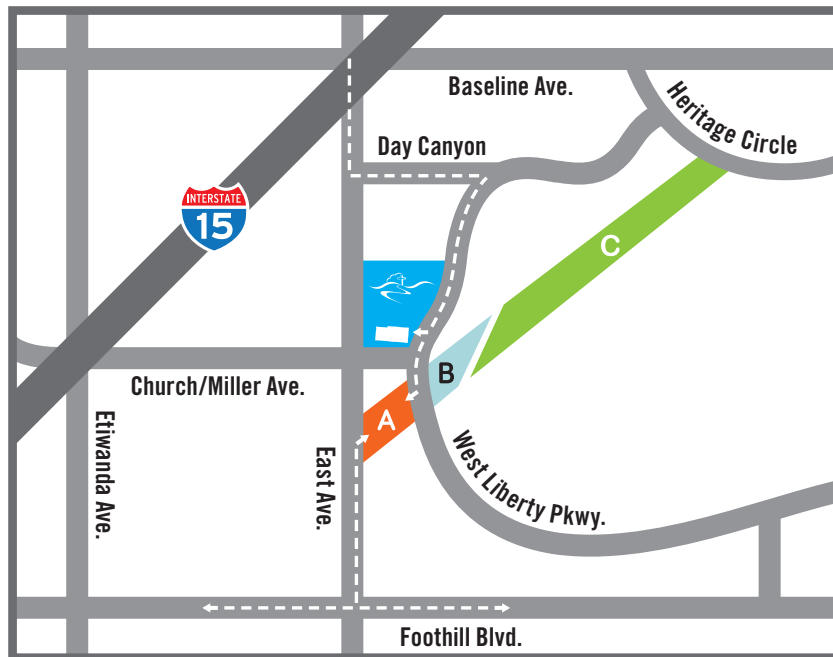 Baseline Ave.
Heritage Circle
Day Canyon
INTERSTATE
15
C
B
Church/Miller Ave.
A
Etiwanda Ave.
East Ave.
West Liberty Pkwy.
Foothill Blvd.